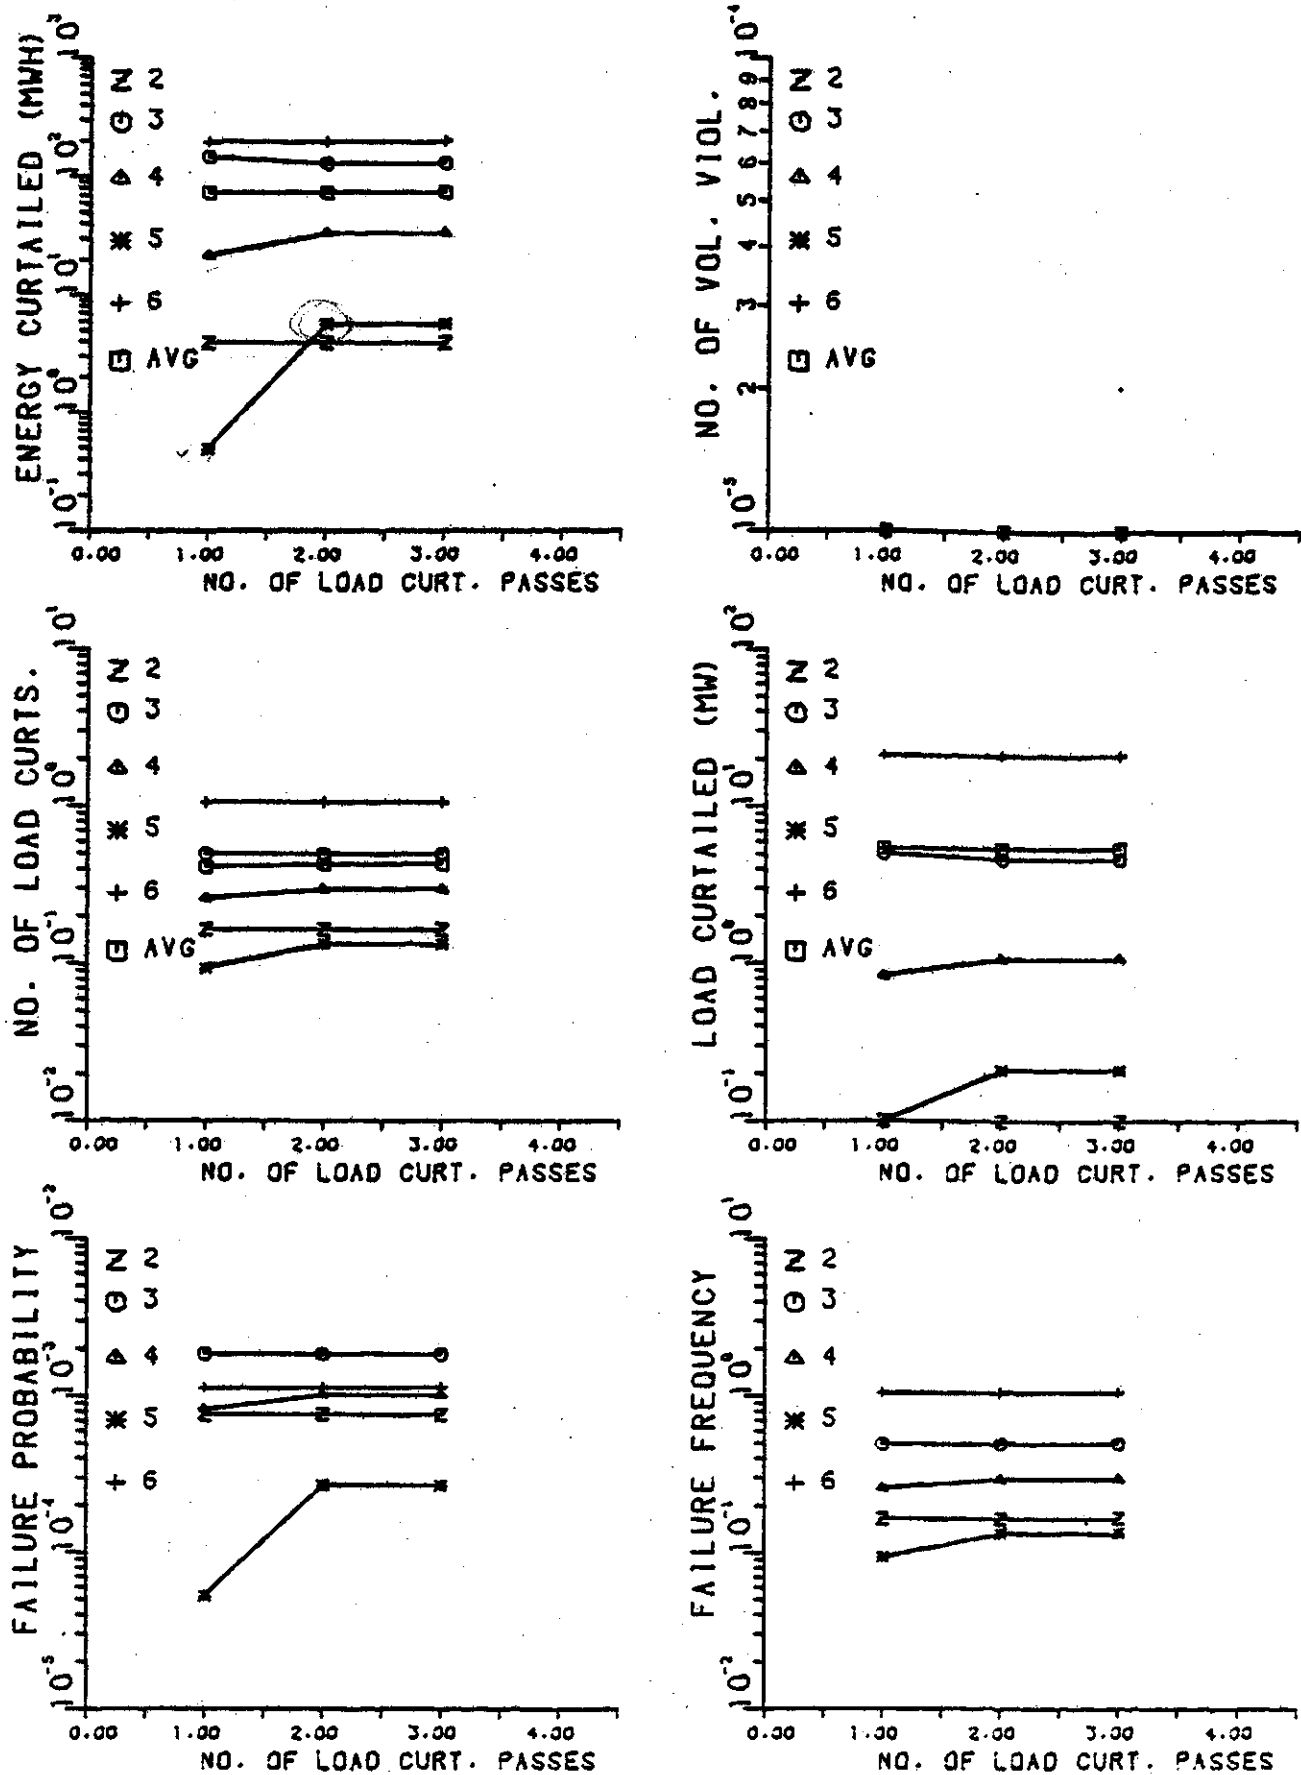 ENERGY CURTAILED (MWH)
10³
10²
10¹
10⁰
10⁻¹
2
3
4
5
6
AVG
0.00 1.00 2.00 3.00 4.00
NO. OF LOAD CURT. PASSES
NO. OF VOL. VIOL.
10⁻⁴
9
8
7
6
5
4
3
2
10⁻⁵
2
3
4
5
6
AVG
0.00 1.00 2.00 3.00 4.00
NO. OF LOAD CURT. PASSES
NO. OF LOAD CURTS.
10¹
10⁰
10⁻¹
10⁻²
2
3
4
5
6
AVG
0.00 1.00 2.00 3.00 4.00
NO. OF LOAD CURT. PASSES
LOAD CURTAILED (MW)
10²
10¹
10⁰
10⁻¹
2
3
4
5
6
AVG
0.00 1.00 2.00 3.00 4.00
NO. OF LOAD CURT. PASSES
FAILURE PROBABILITY
10⁻²
10⁻³
10⁻⁴
10⁻⁵
2
3
4
5
6
0.00 1.00 2.00 3.00 4.00
NO. OF LOAD CURT. PASSES
FAILURE FREQUENCY
10¹
10⁰
10⁻¹
10⁻²
2
3
4
5
6
0.00 1.00 2.00 3.00 4.00
NO. OF LOAD CURT. PASSES